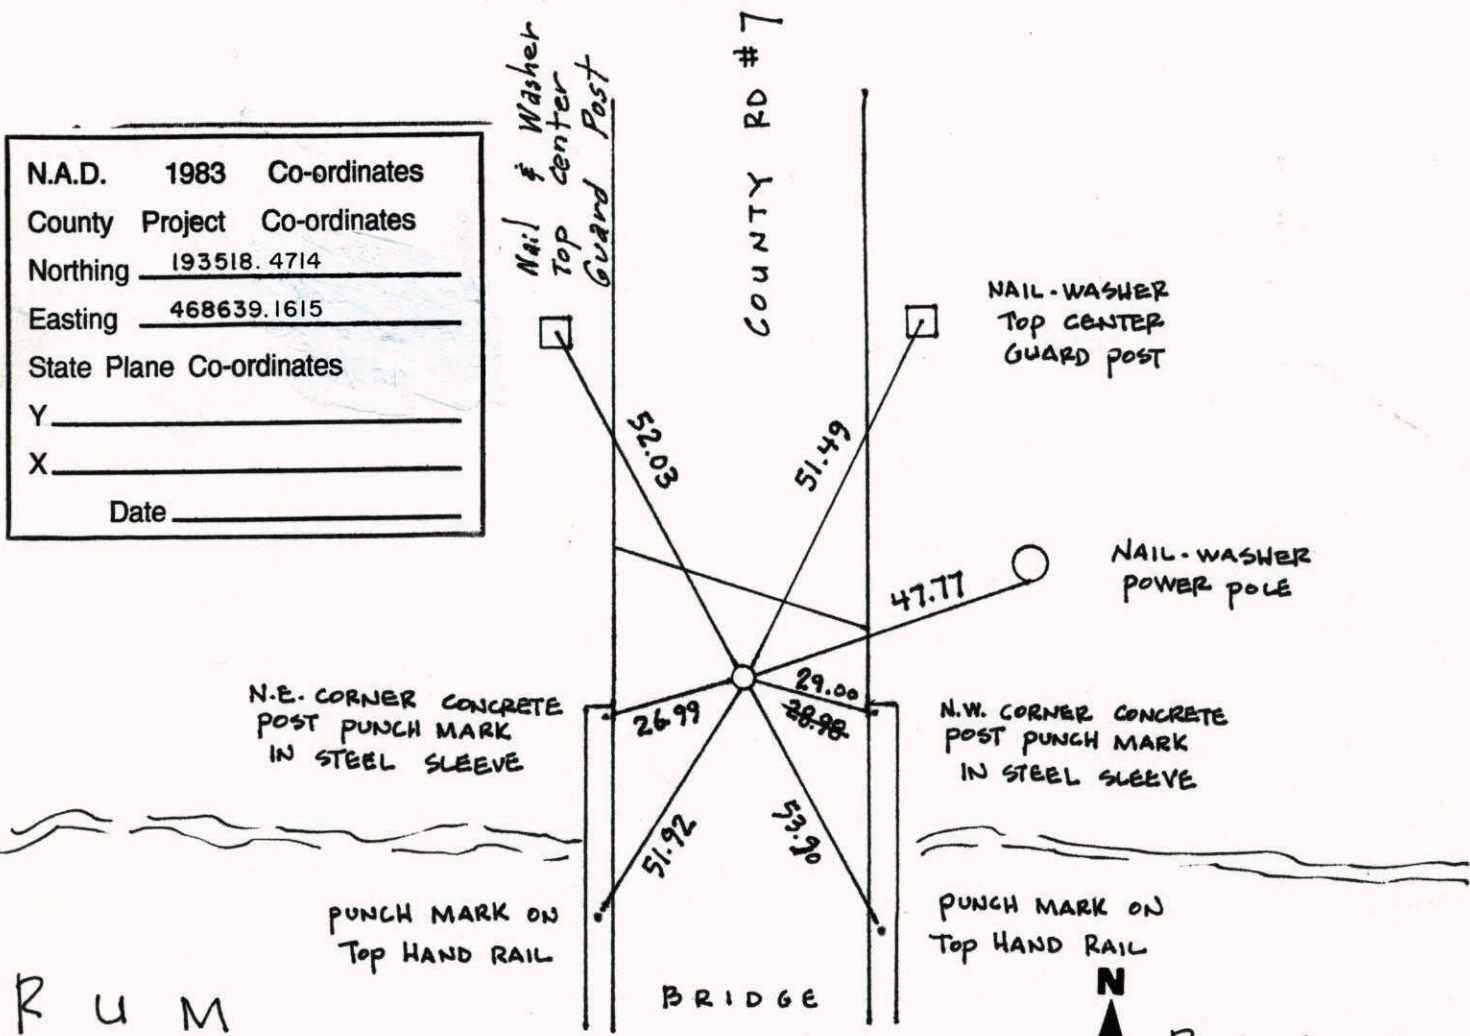 N.A.D. 1983 Co-ordinates
County Project Co-ordinates
Northing 193518.4714
Easting 468639.1615
State Plane Co-ordinates
Y
X
Date
Nail & Washer
Top Center
Guard Post
COUNTY RD #7
NAIL-WASHER
TOP CENTER
GUARD POST
52.03
51.49
47.77
NAIL-WASHER
POWER POLE
N.E. CORNER CONCRETE
POST PUNCH MARK
IN STEEL SLEEVE
26.99
29.00
28.98
N.W. CORNER CONCRETE
POST PUNCH MARK
IN STEEL SLEEVE
51.92
53.90
PUNCH MARK ON
TOP HAND RAIL
PUNCH MARK ON
TOP HAND RAIL
RUM
BRIDGE
N